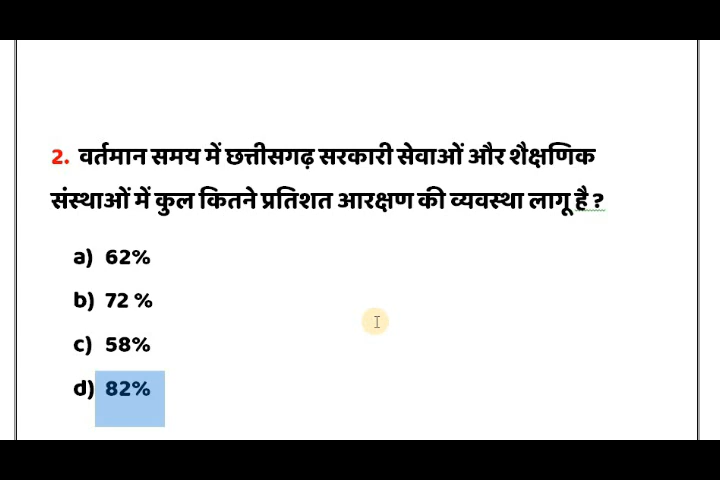 2. वर्तमान समय में छत्तीसगढ़ सरकारी सेवाओं और शैक्षणिक
संस्थाओं में कुल कितने प्रतिशत आरक्षण की व्यवस्था लागू है ?
a) 62%
b) 72 %
c) 58%
d) 82%